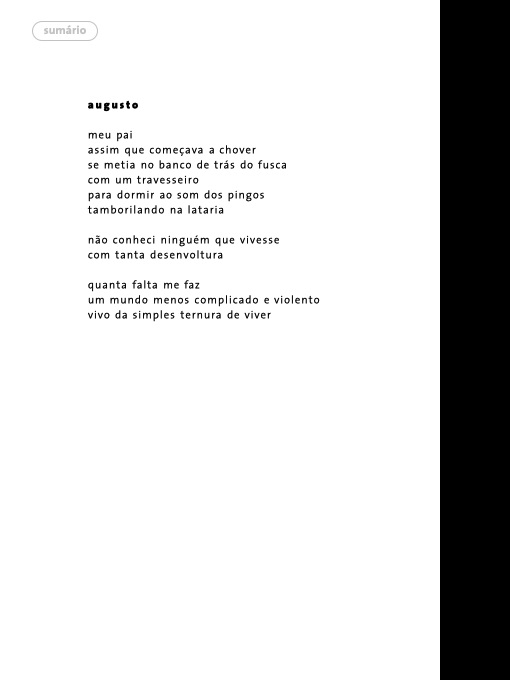 sumário
augusto
meu pai
assim que começava a chover
se metia no banco de trás do fusca
com um travesseiro
para dormir ao som dos pingos
tamborilando na lataria
não conheci ninguém que vivesse
com tanta desenvoltura
quanta falta me faz
um mundo menos complicado e violento
vivo da simples ternura de viver